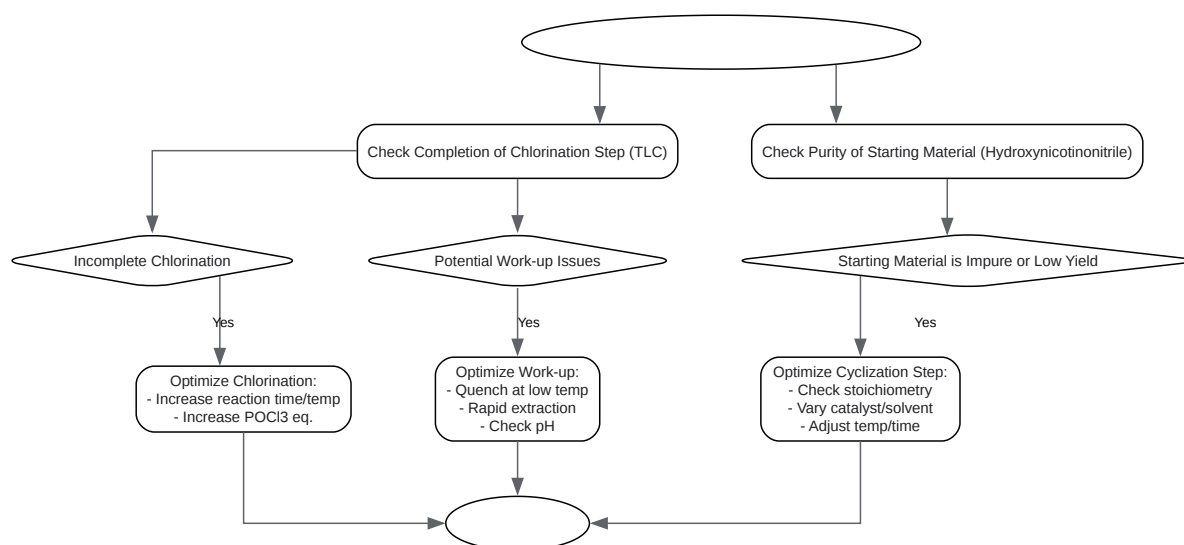 Check Completion of Chlorination Step (TLC)
Check Purity of Starting Material (Hydroxynicotinonitrile)
Incomplete Chlorination
Potential Work-up Issues
Starting Material is Impure or Low Yield
Yes
Yes
Yes
Optimize Chlorination:
- Increase reaction time/temp
- Increase POCl3 eq.
Optimize Work-up:
- Quench at low temp
- Rapid extraction
- Check pH
Optimize Cyclization Step:
- Check stoichiometry
- Vary catalyst/solvent
- Adjust temp/time